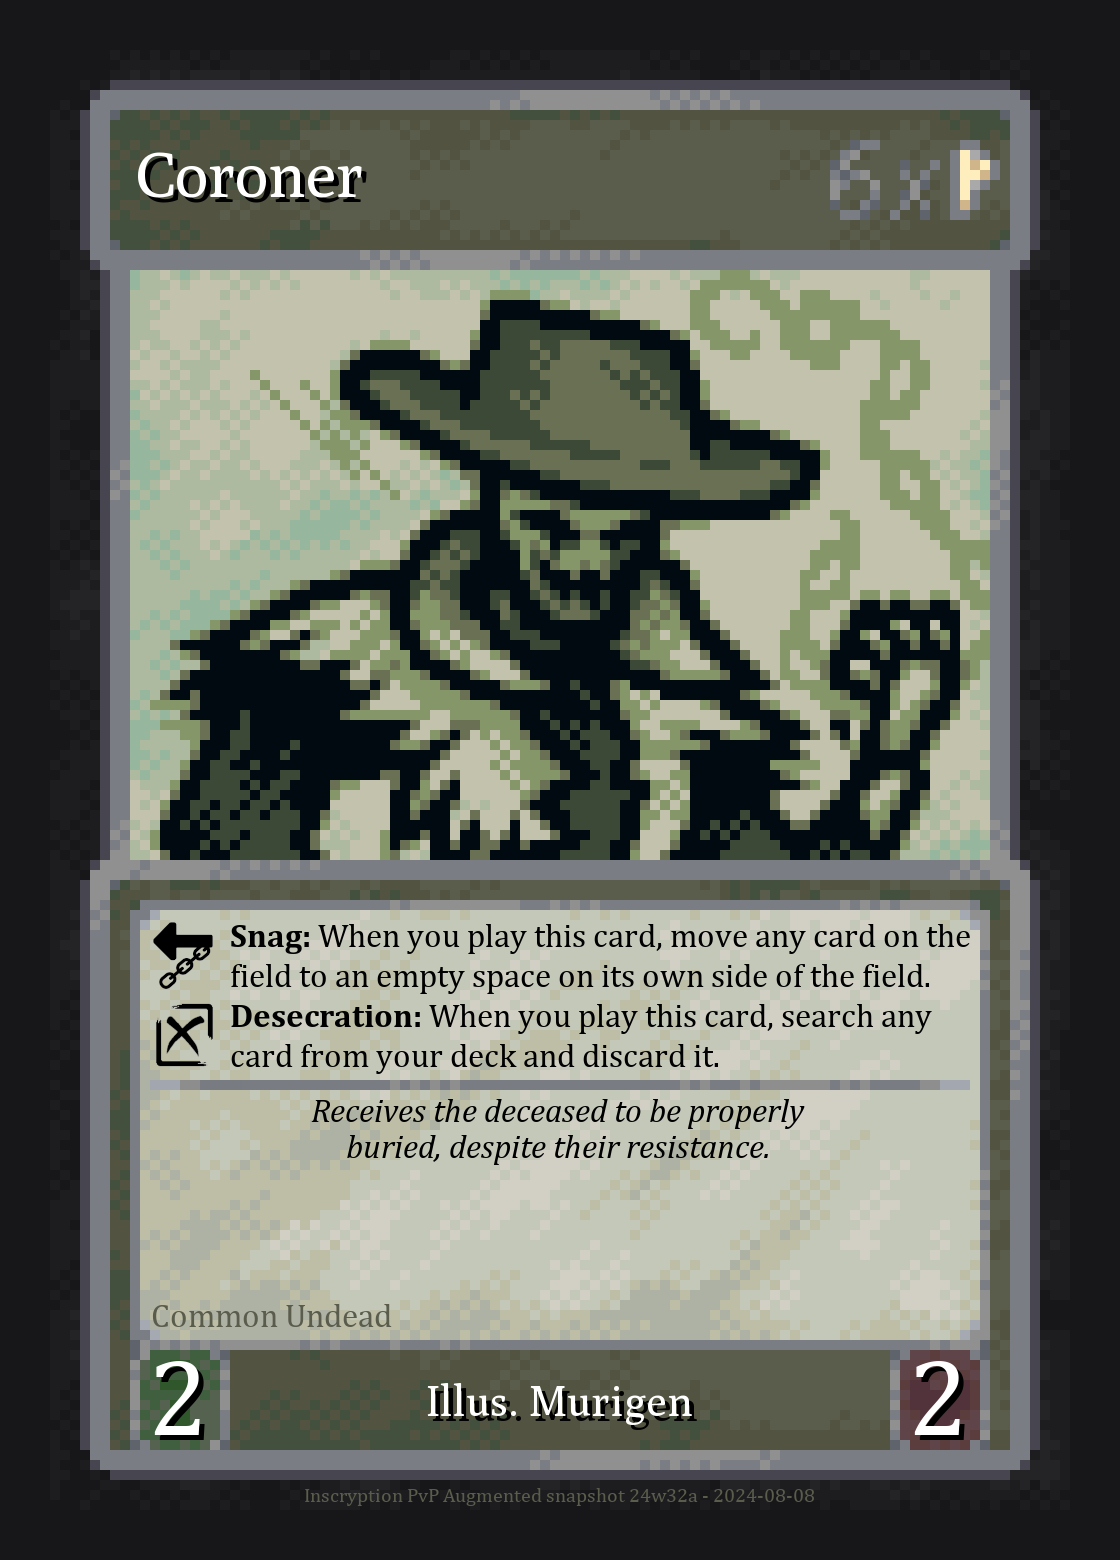 Coroner
6x
Snag: When you play this card, move any card on the
field to an empty space on its own side of the field.
Desecration: When you play this card, search any
card from your deck and discard it.
Receives the deceased to be properly
buried, despite their resistance.
Common Undead
2
Illus. Murigen
2
Inscryption PvP Augmented snapshot 24w32a - 2024-08-08